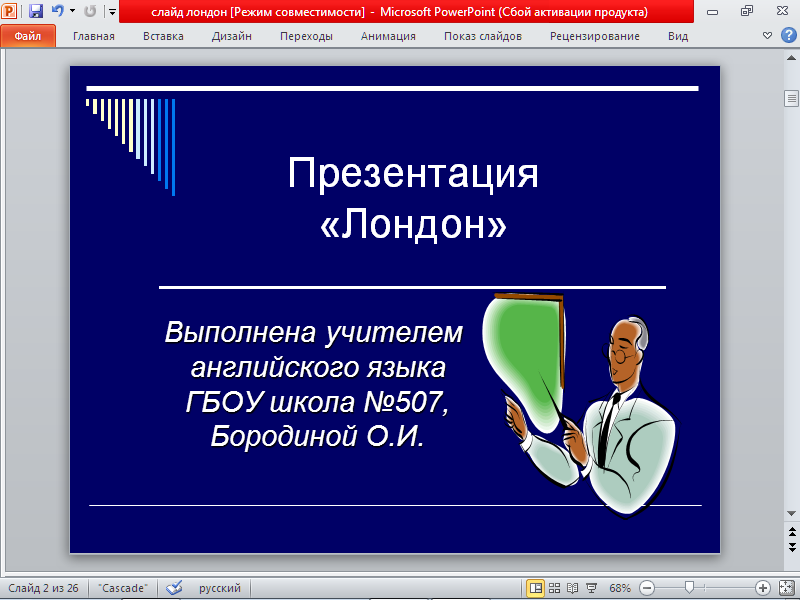 слайд лондон [Режим совместимости] - Microsoft PowerPoint (Сбой активации продукта)
Файл Главная Вставка Дизайн Переходы Анимация Показ слайдов Рецензирование Вид
Презентация
«Лондон»
Выполнена учителем
английского языка
ГБОУ школа №507,
Бородиной О.И.
Слайд 2 из 26 "Cascade" русский 68%